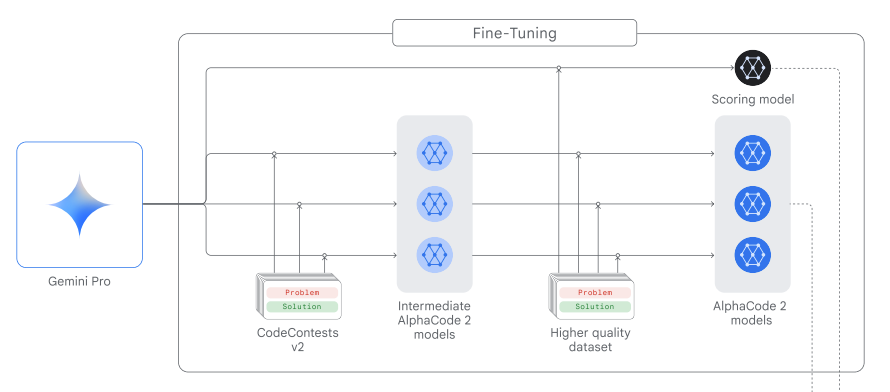 Fine-Tuning
Scoring model
Gemini Pro
Problem
Solution
CodeContests
v2
Intermediate
AlphaCode 2
models
Problem
Solution
Higher quality
dataset
AlphaCode 2
models